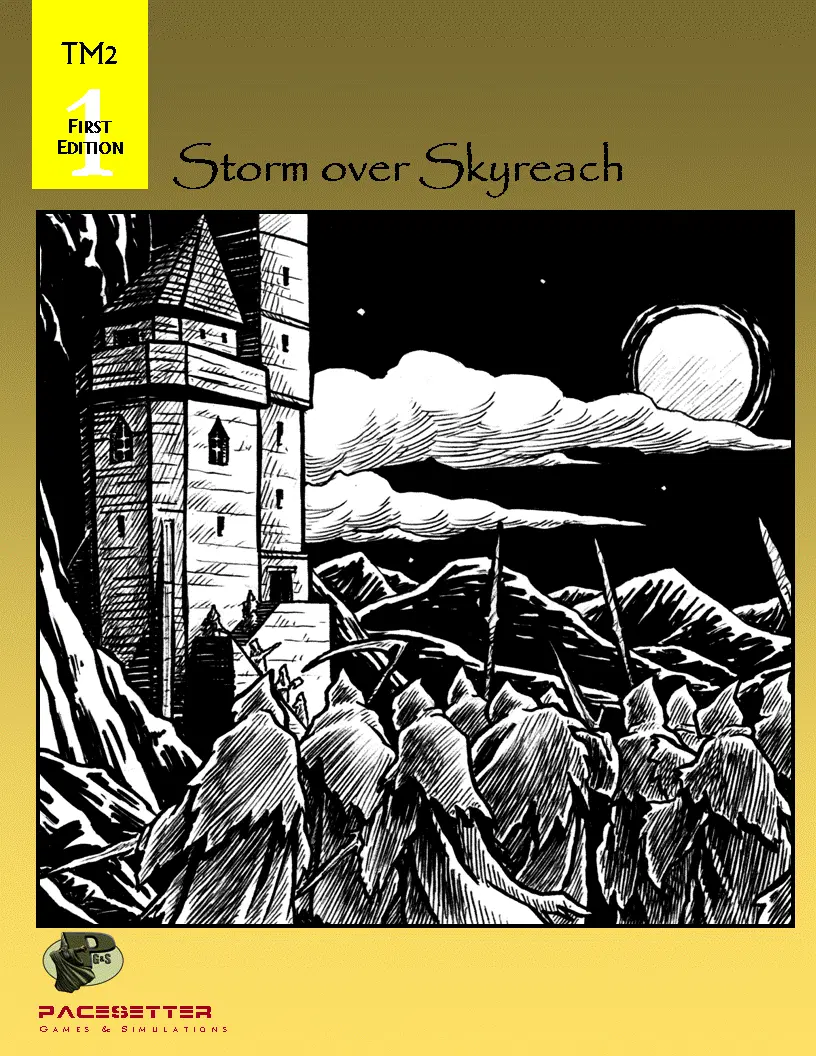 TM2
1
First
Edition
Storm over Skyreach
P
G&S
PACESETTER
Games & Simulations